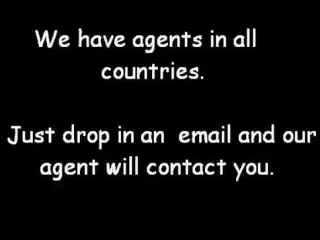 We have agents in all
countries.
Just drop in an email and our
agent will contact you.